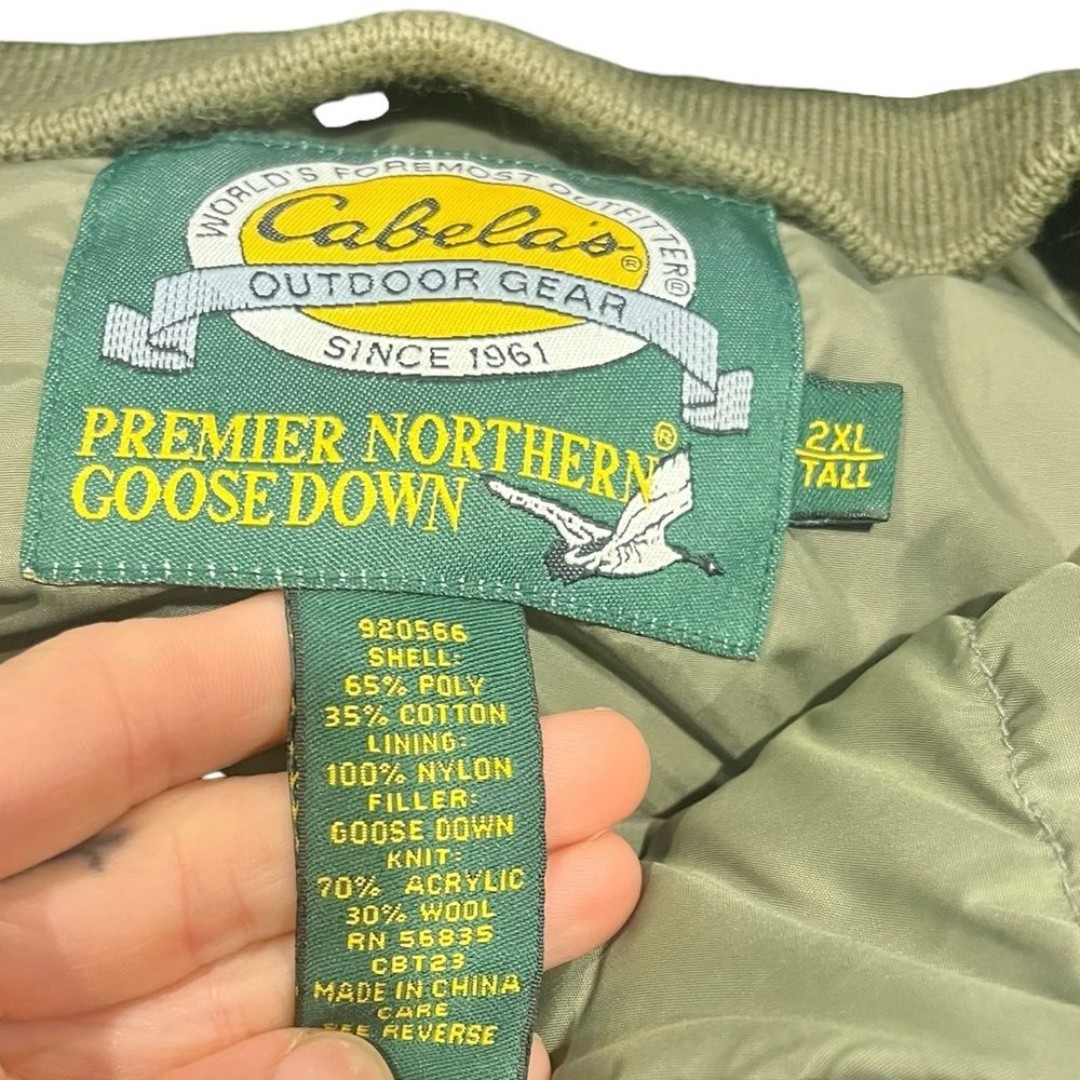 WORLD'S FOREMOST OUTFITTER®
Cabela's®
OUTDOOR GEAR
SINCE 1961
PREMIER NORTHERN®
GOOSE DOWN
2XL
TALL
920566
SHELL:
65% POLY
35% COTTON
LINING:
100% NYLON
FILLER:
GOOSE DOWN
KNIT:
70% ACRYLIC
30% WOOL
RN 56835
CBT23
MADE IN CHINA
CARE
SEE REVERSE